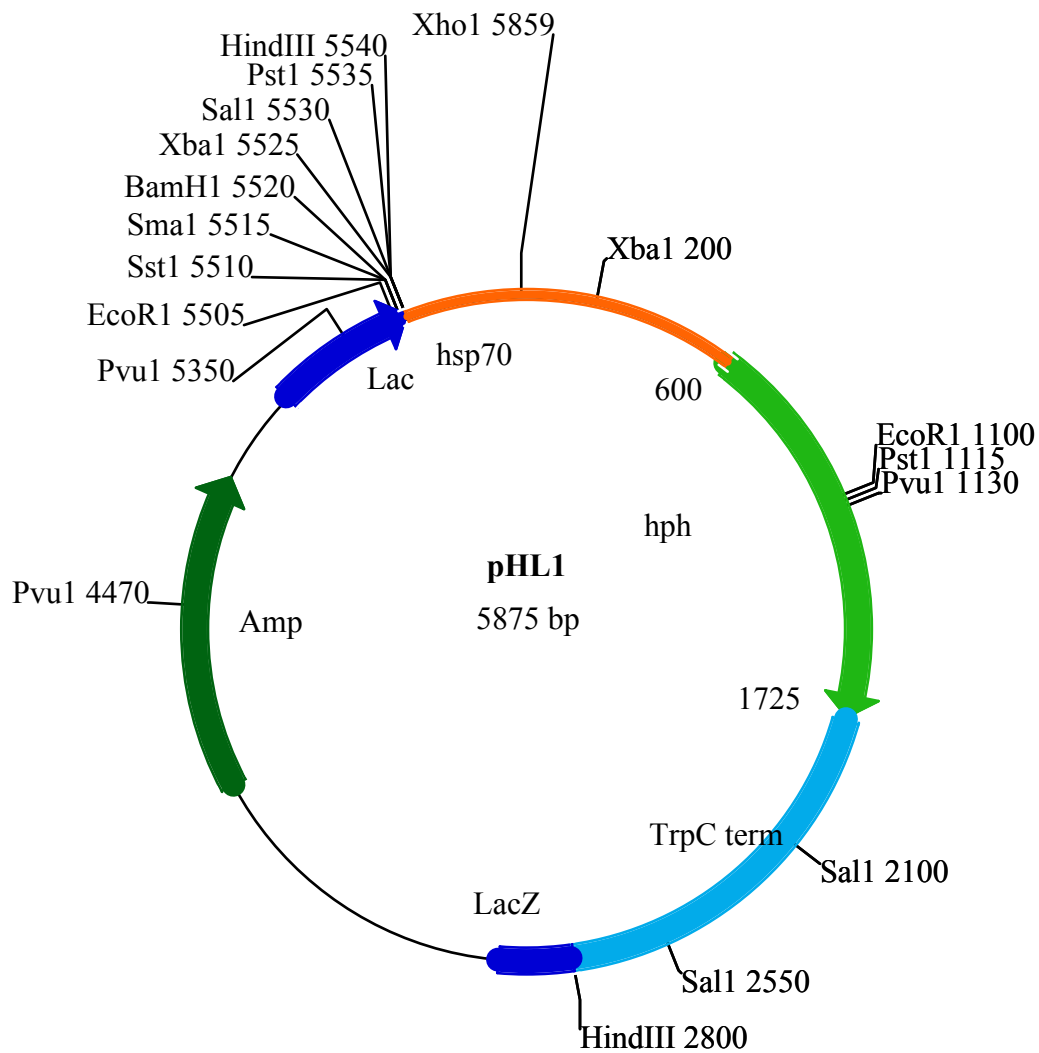 Xho1 5859
HindIII 5540
Pst1 5535
Sal1 5530
Xba1 5525
BamH1 5520
Sma1 5515
Sst1 5510
EcoR1 5505
Pvu1 5350
Xba1 200
hsp70
Lac
600
EcoR1 1100
Pst1 1115
Pvu1 1130
hph
pHL1
5875 bp
Pvu1 4470
Amp
1725
TrpC term
Sal1 2100
LacZ
Sal1 2550
HindIII 2800